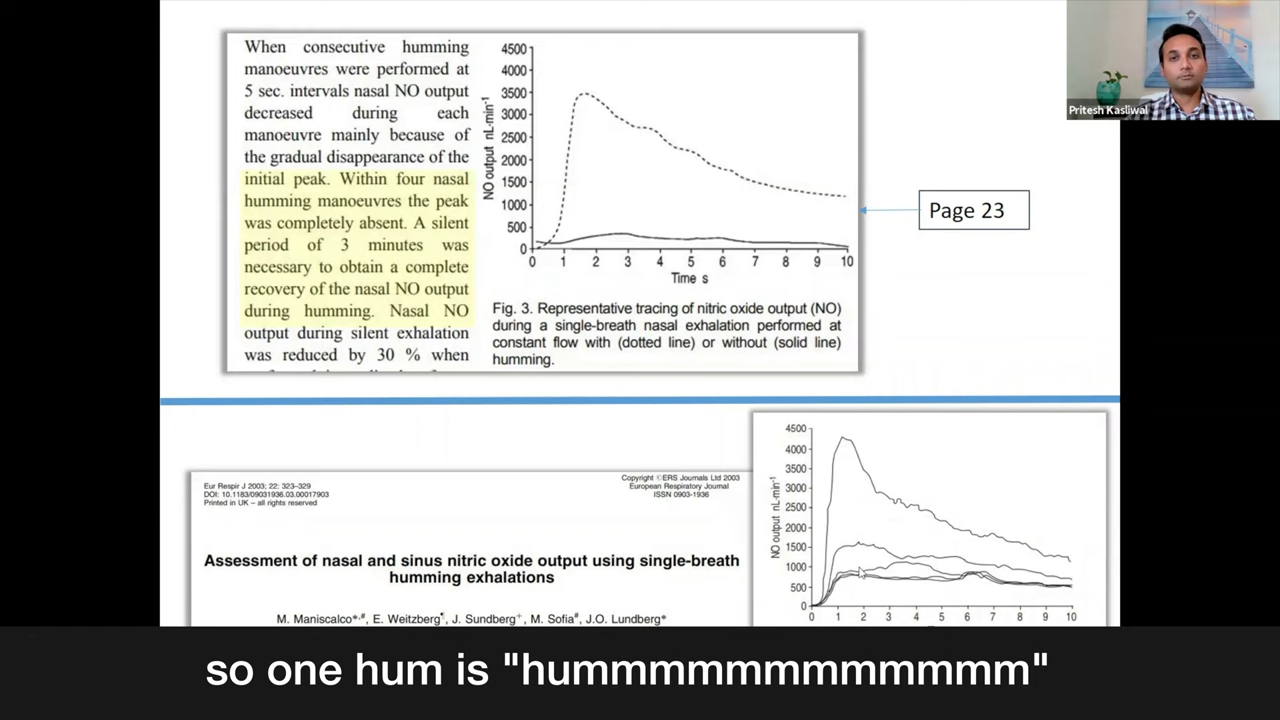 When consecutive humming
manoeuvres were performed at
5 sec. intervals nasal NO output
decreased during each
manoeuvre mainly because of
the gradual disappearance of the
initial peak. Within four nasal
humming manoeuvres the peak
was completely absent. A silent
period of 3 minutes was
necessary to obtain a complete
recovery of the nasal NO output
during humming. Nasal NO
output during silent exhalation
was reduced by 30 % when
4500
4000
3500
3000
2500
2000
1500
1000
500
0
NO output nL·min⁻¹
0 1 2 3 4 5 6 7 8 9 10
Time s
Fig. 3. Representative tracing of nitric oxide output (NO)
during a single-breath nasal exhalation performed at
constant flow with (dotted line) or without (solid line)
humming.
Page 23
Pritesh Kasliwal
Eur Respir J 2003; 22: 323–329
DOI: 10.1183/09031936.03.00017903
Printed in UK – all rights reserved
Copyright ©ERS Journals Ltd 2003
European Respiratory Journal
ISSN 0903-1936
Assessment of nasal and sinus nitric oxide output using single-breath
humming exhalations
M. Maniscalco*,#, E. Weitzberg¶, J. Sundberg+, M. Sofia#, J.O. Lundberg*
4500
4000
3500
3000
2500
2000
1500
1000
500
0
NO output nL·min⁻¹
0 1 2 3 4 5 6 7 8 9 10
so one hum is "hummmmmmmmmmmmm"